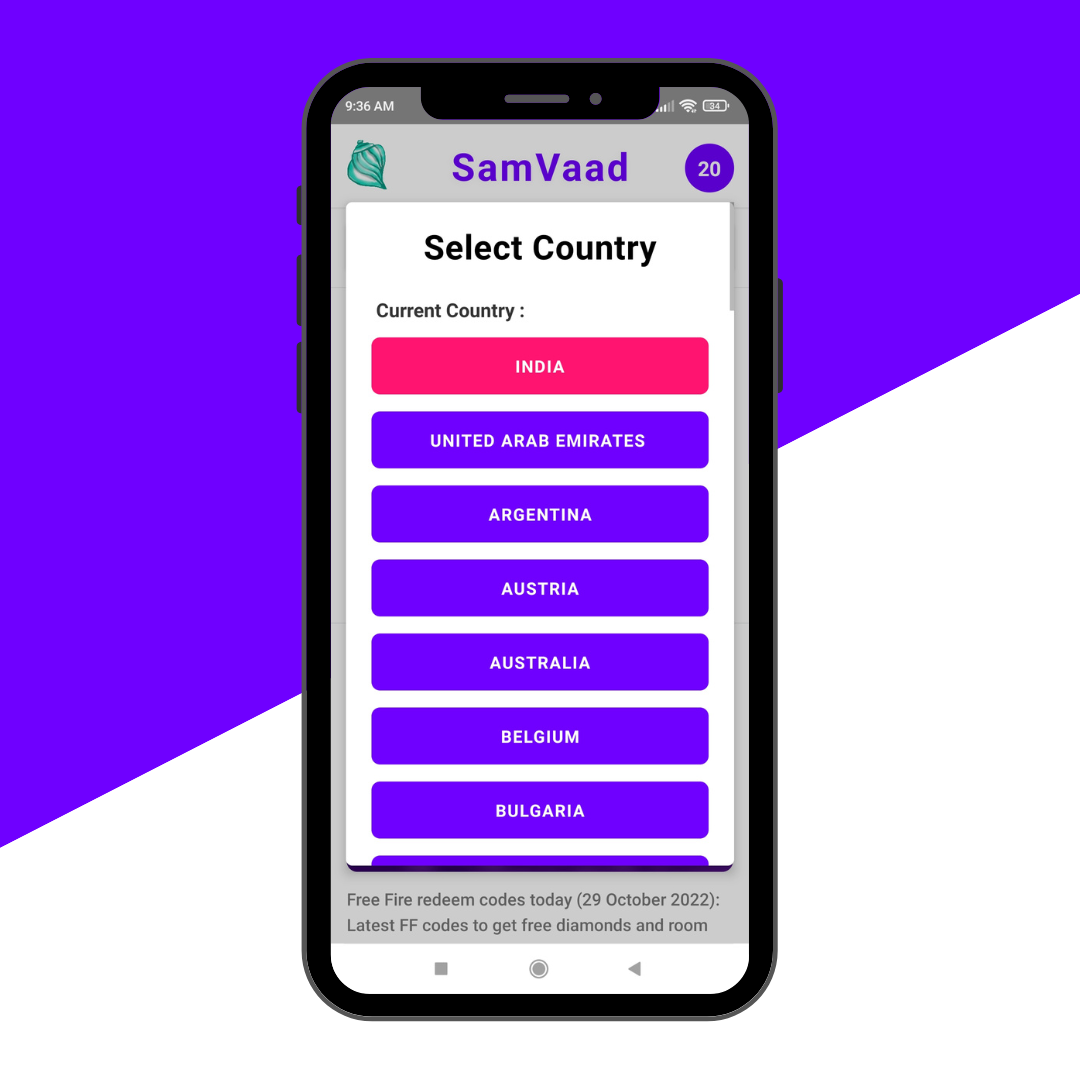 9:36 AM
34
SamVaad
20
Select Country
Current Country :
INDIA
UNITED ARAB EMIRATES
ARGENTINA
AUSTRIA
AUSTRALIA
BELGIUM
BULGARIA
Free Fire redeem codes today (29 October 2022):
Latest FF codes to get free diamonds and room